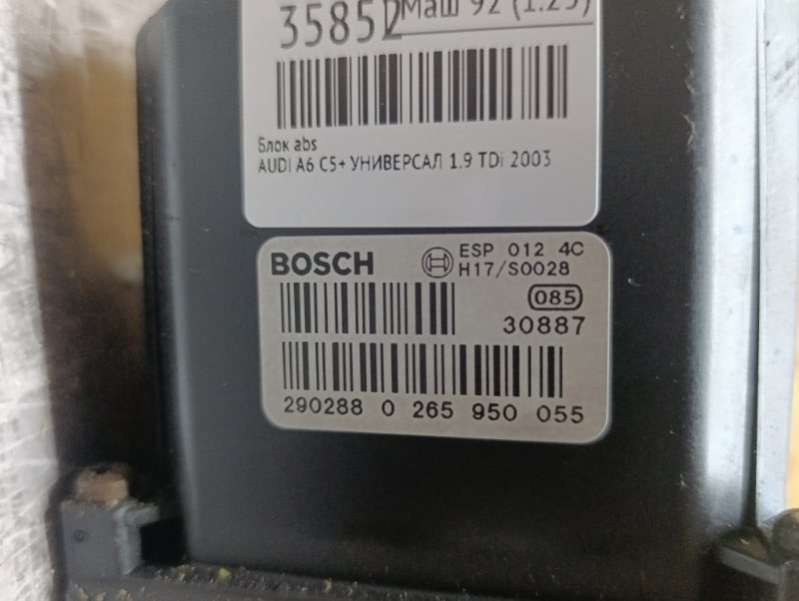 35852 Маш 92 (1.25)
Блок abs
AUDI A6 C5+ УНИВЕРСАЛ 1.9 TDi 2003
BOSCH
ESP 012 4C
H17/S0028
085
30887
290288 0 265 950 055